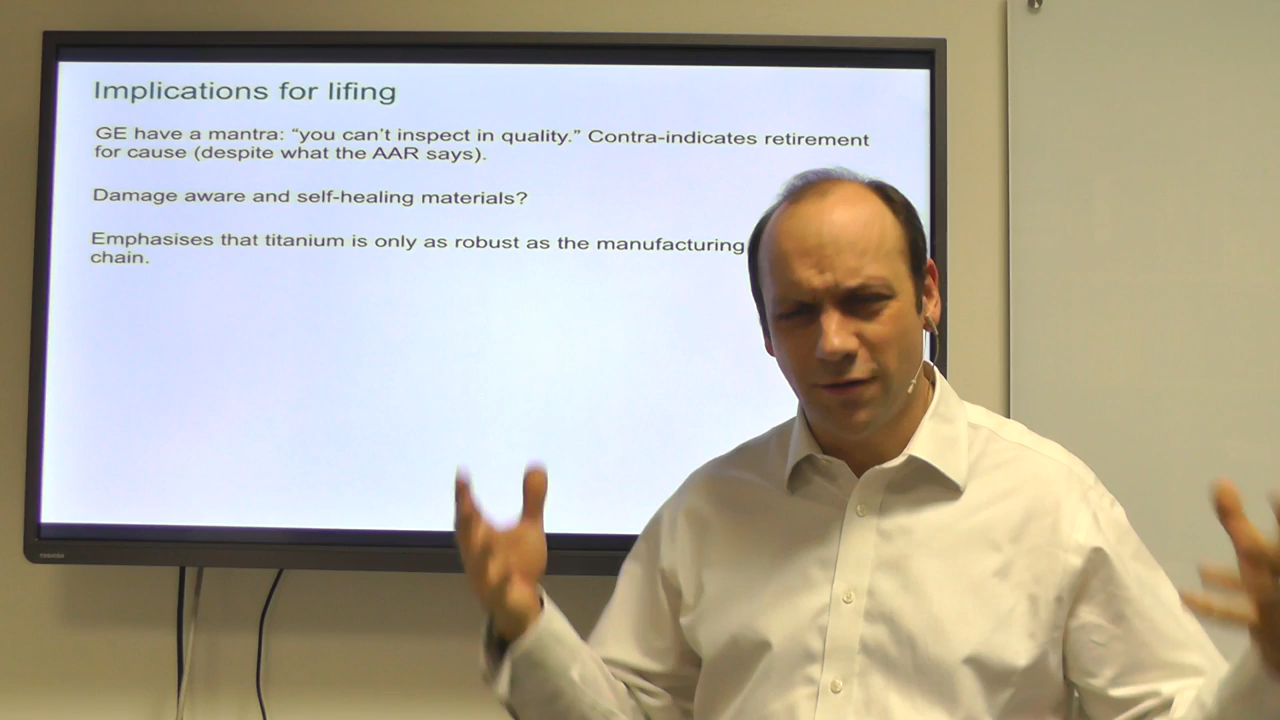 Implications for lifing
GE have a mantra: “you can’t inspect in quality.” Contra-indicates retirement
for cause (despite what the AAR says).
Damage aware and self-healing materials?
Emphasises that titanium is only as robust as the manufacturing
chain.
TOSHIBA